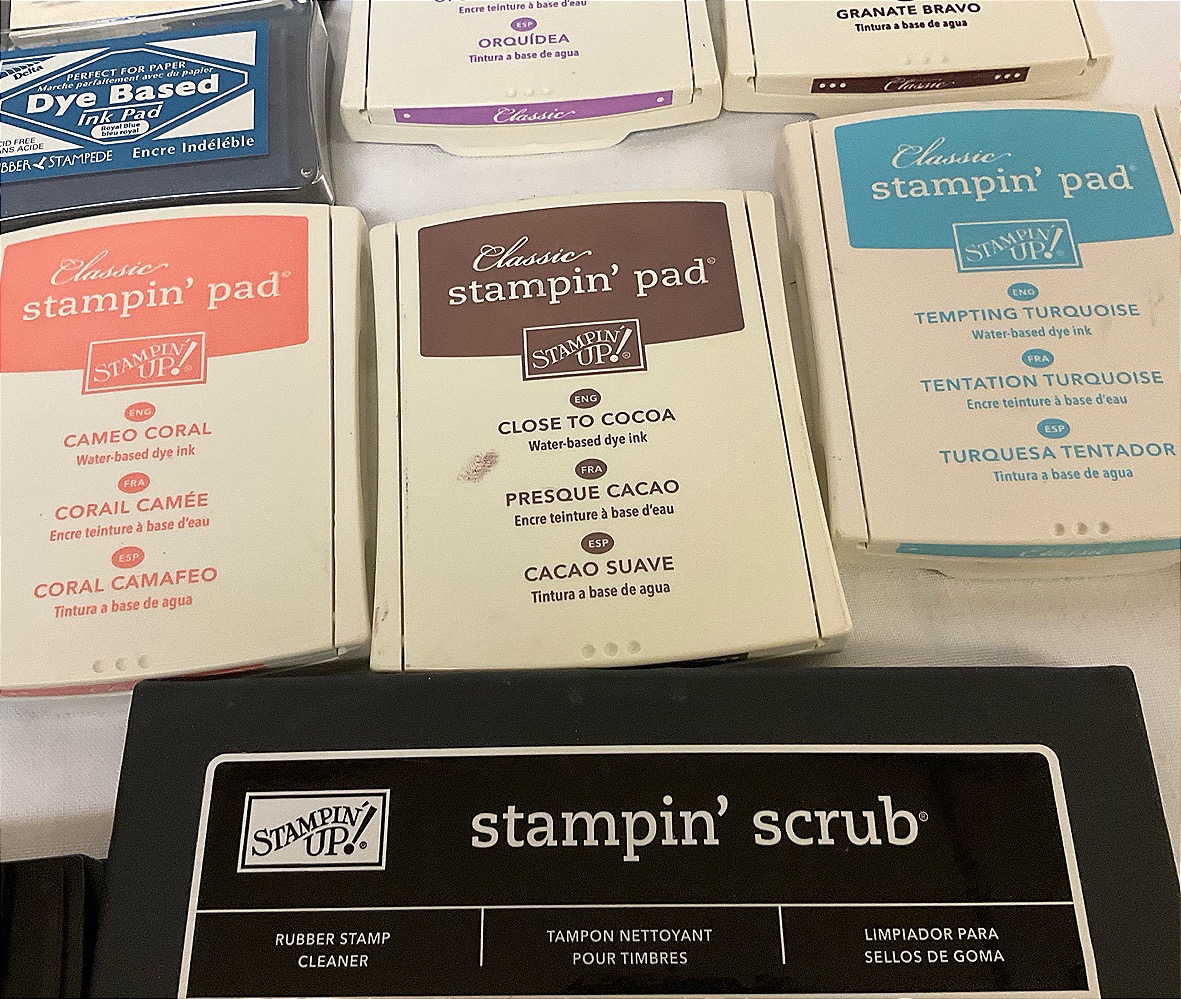 Delta
PERFECT FOR PAPER
Marche parfaitement avec du papier
Dye Based
Ink Pad
Royal Blue
bleu royal
FREE
ACIDE
STAMPEDE
Encre Indéléble
Encre teinture à base d'eau
ESP
ORQUÍDEA
Tintura a base de agua
Classic
GRANATE BRAVO
Tintura a base de agua
Classic
Classic
stampin' pad®
STAMPIN' UP!®
ENG
CAMEO CORAL
Water-based dye ink
FRA
CORAIL CAMÉE
Encre teinture à base d'eau
ESP
CORAL CAMAFEO
Tintura a base de agua
Classic
stampin' pad®
STAMPIN' UP!®
ENG
CLOSE TO COCOA
Water-based dye ink
FRA
PRESQUE CACAO
Encre teinture à base d'eau
ESP
CACAO SUAVE
Tintura a base de agua
Classic
stampin' pad®
STAMPIN' UP!®
ENG
TEMPTING TURQUOISE
Water-based dye ink
FRA
TENTATION TURQUOISE
Encre teinture à base d'eau
ESP
TURQUESA TENTADOR
Tintura a base de agua
Classic
STAMPIN' UP!®
stampin' scrub®
RUBBER STAMP
CLEANER
TAMPON NETTOYANT
POUR TIMBRES
LIMPIADOR PARA
SELLOS DE GOMA